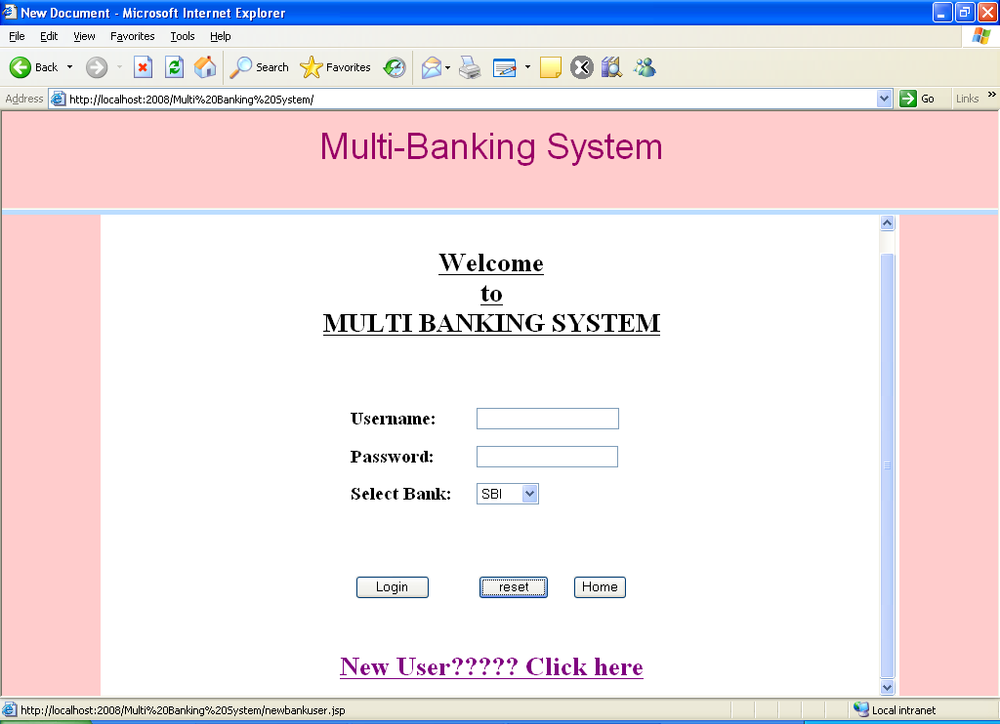 New Document - Microsoft Internet Explorer
File Edit View Favorites Tools Help
Back Search Favorites
Address http://localhost:2008/Multi%20Banking%20System/ Go Links »
Multi-Banking System
Welcome
to
MULTI BANKING SYSTEM
Username:
Password:
Select Bank: SBI
Login reset Home
New User????? Click here
http://localhost:2008/Multi%20Banking%20System/newbankuser.jsp Local intranet